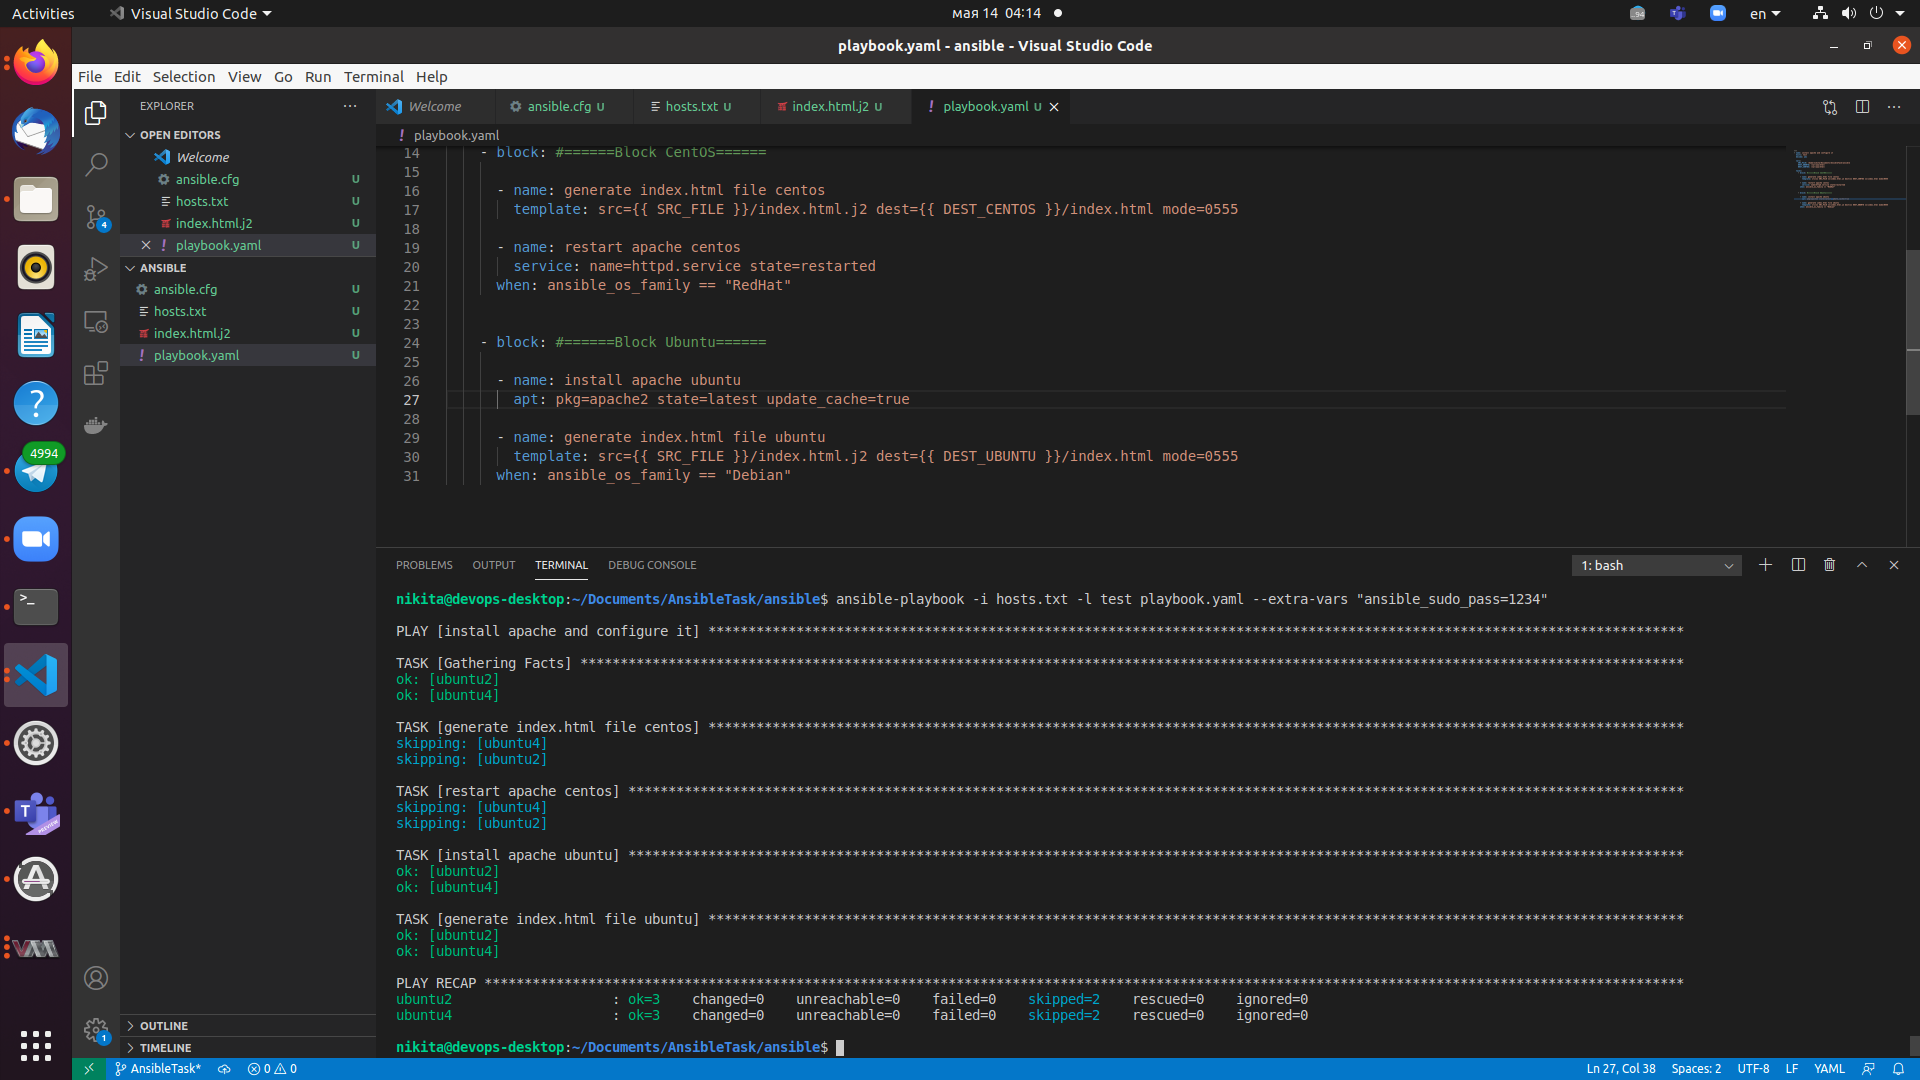 Activities
Visual Studio Code
мая 14 04:14
94
en
playbook.yaml - ansible - Visual Studio Code
File Edit Selection View Go Run Terminal Help
EXPLORER
Welcome
ansible.cfg U
hosts.txt U
index.html.j2 U
playbook.yaml U
playbook.yaml
OPEN EDITORS
Welcome
ansible.cfg U
hosts.txt U
index.html.j2 U
playbook.yaml U
ANSIBLE
ansible.cfg U
hosts.txt U
index.html.j2 U
playbook.yaml U
OUTLINE
TIMELINE
4
1
4994
14 - block: #======Block CentOS======
15
16 - name: generate index.html file centos
17 template: src={{ SRC_FILE }}/index.html.j2 dest={{ DEST_CENTOS }}/index.html mode=0555
18
19 - name: restart apache centos
20 service: name=httpd.service state=restarted
21 when: ansible_os_family == "RedHat"
22
23
24 - block: #======Block Ubuntu======
25
26 - name: install apache ubuntu
27 apt: pkg=apache2 state=latest update_cache=true
28
29 - name: generate index.html file ubuntu
30 template: src={{ SRC_FILE }}/index.html.j2 dest={{ DEST_UBUNTU }}/index.html mode=0555
31 when: ansible_os_family == "Debian"
PROBLEMS OUTPUT TERMINAL DEBUG CONSOLE
1: bash
nikita@devops-desktop:~/Documents/AnsibleTask/ansible$ ansible-playbook -i hosts.txt -l test playbook.yaml --extra-vars "ansible_sudo_pass=1234"
PLAY [install apache and configure it] **************************************************************************************************************************
TASK [Gathering Facts] ******************************************************************************************************************************************
ok: [ubuntu2]
ok: [ubuntu4]
TASK [generate index.html file centos] **************************************************************************************************************************
skipping: [ubuntu4]
skipping: [ubuntu2]
TASK [restart apache centos] ************************************************************************************************************************************
skipping: [ubuntu4]
skipping: [ubuntu2]
TASK [install apache ubuntu] ************************************************************************************************************************************
ok: [ubuntu2]
ok: [ubuntu4]
TASK [generate index.html file ubuntu] **************************************************************************************************************************
ok: [ubuntu2]
ok: [ubuntu4]
PLAY RECAP ******************************************************************************************************************************************************
ubuntu2 : ok=3 changed=0 unreachable=0 failed=0 skipped=2 rescued=0 ignored=0
ubuntu4 : ok=3 changed=0 unreachable=0 failed=0 skipped=2 rescued=0 ignored=0
nikita@devops-desktop:~/Documents/AnsibleTask/ansible$
AnsibleTask* 0 0
Ln 27, Col 38 Spaces: 2 UTF-8 LF YAML